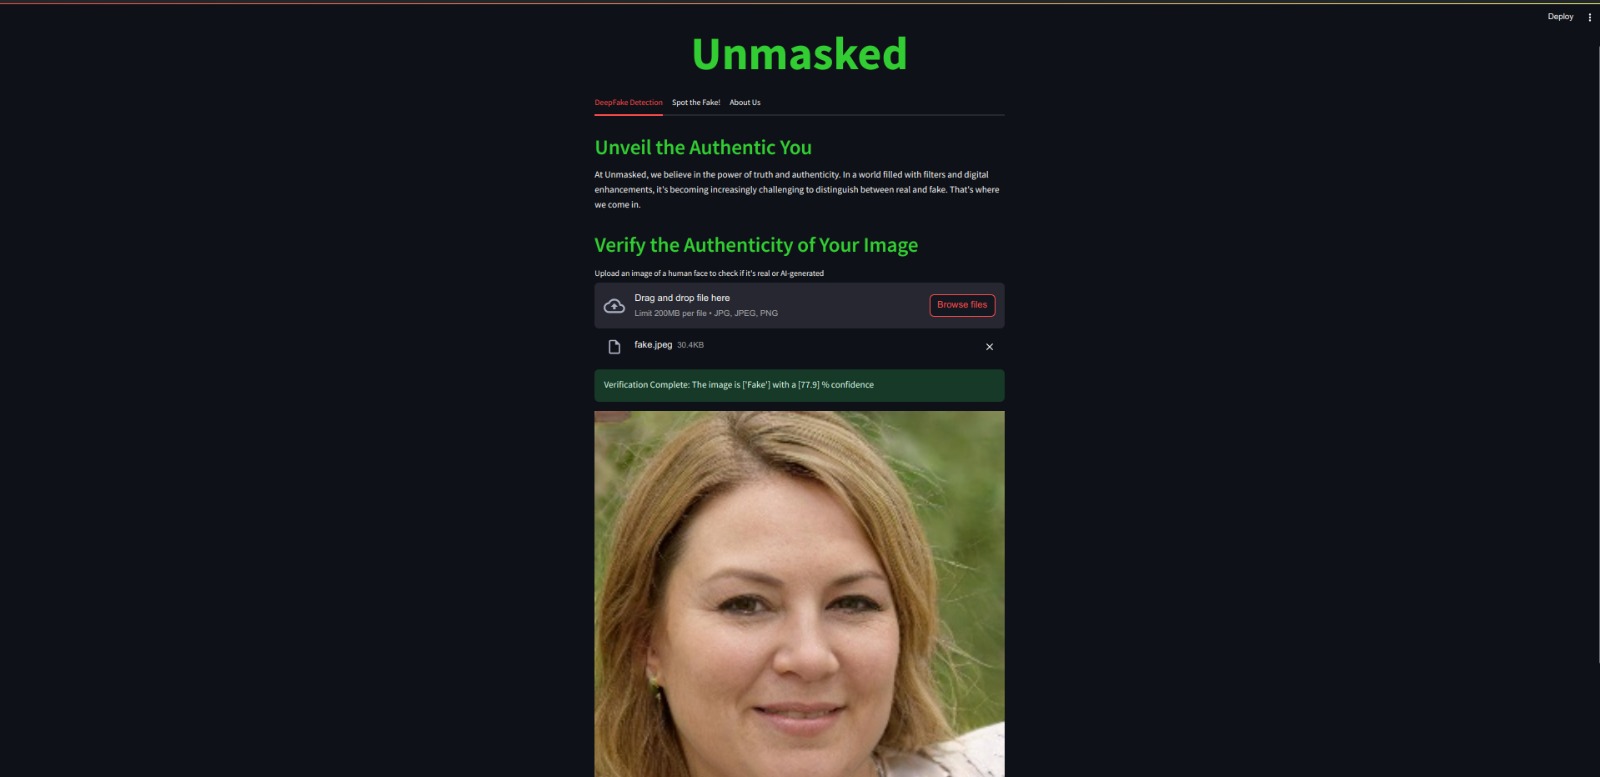 Deploy
Unmasked
DeepFake Detection Spot the Fake! About Us
Unveil the Authentic You
At Unmasked, we believe in the power of truth and authenticity. In a world filled with filters and digital
enhancements, it's becoming increasingly challenging to distinguish between real and fake. That's where
we come in.
Verify the Authenticity of Your Image
Upload an image of a human face to check if it's real or AI-generated
Drag and drop file here
Limit 200MB per file • JPG, JPEG, PNG
Browse files
fake.jpeg 30.4KB
Verification Complete: The image is ['Fake'] with a [77.9] % confidence